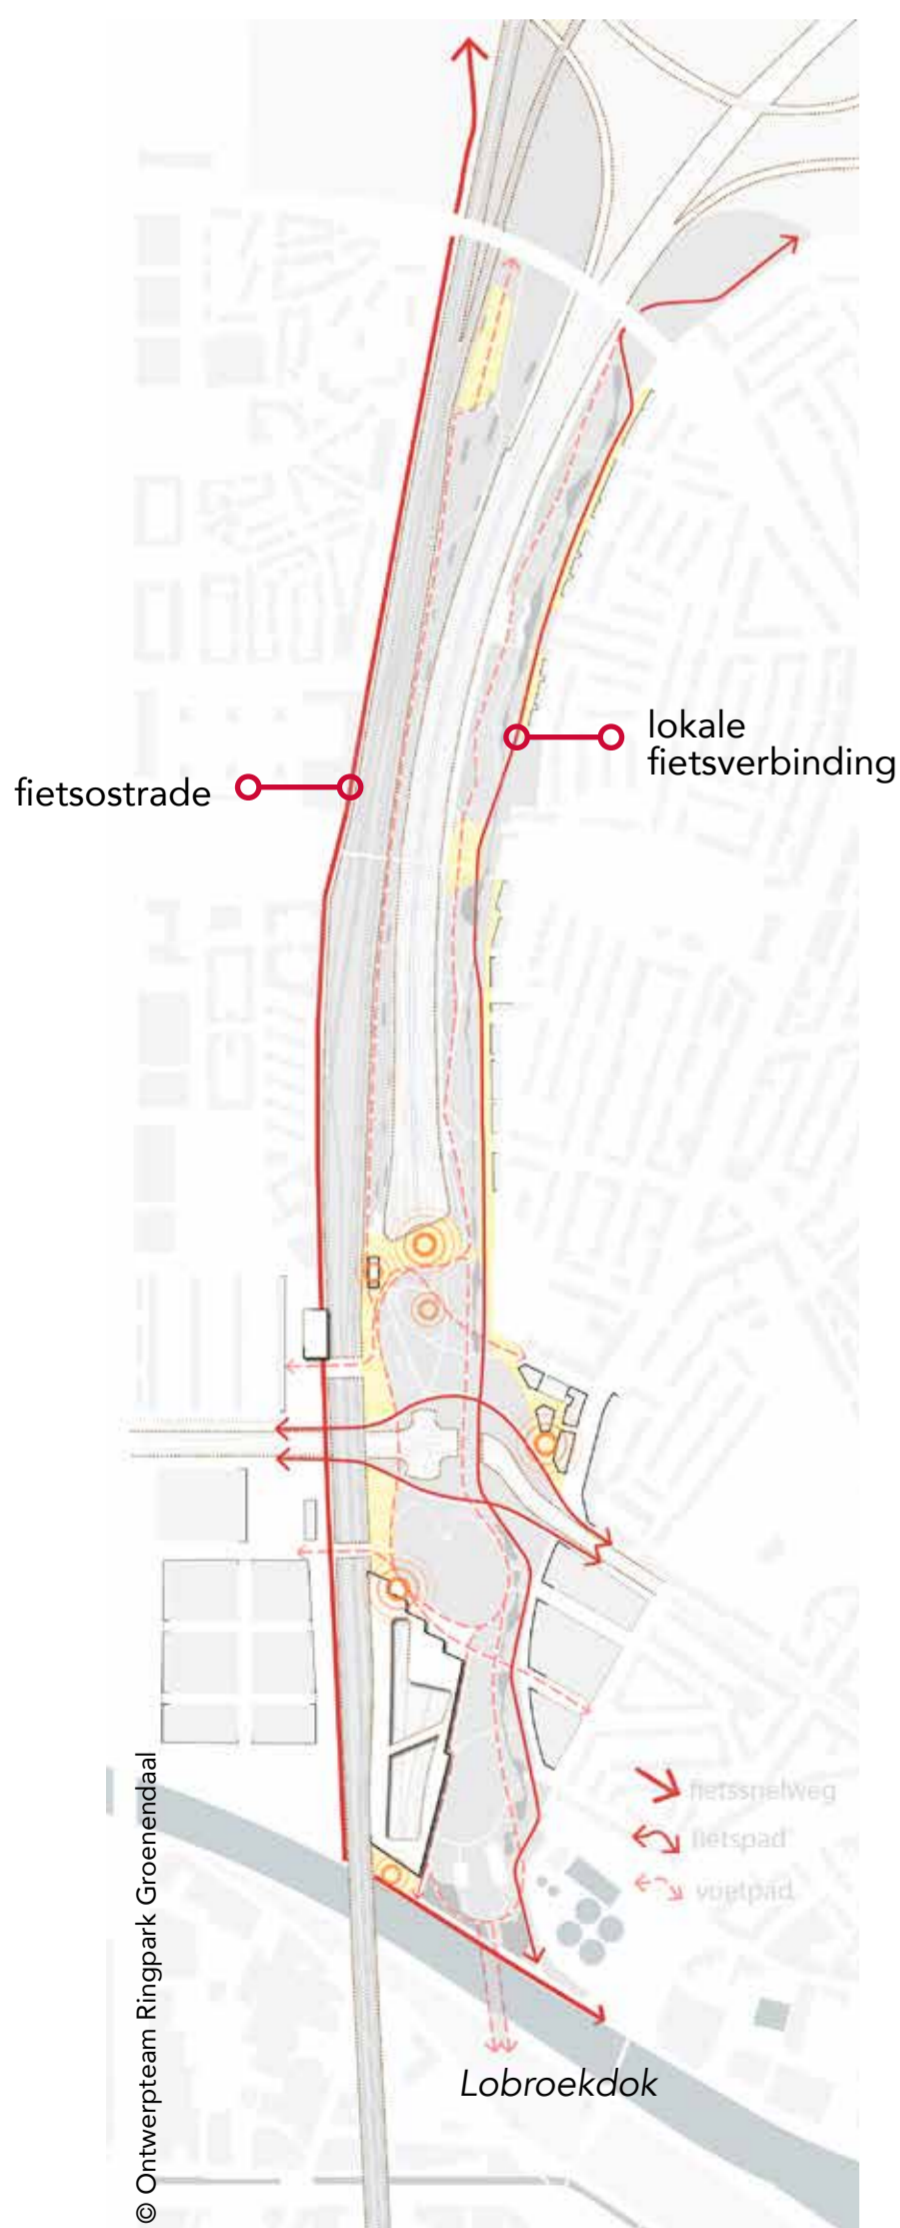 lokale
fietsverbinding
fietsostrade
fietssnelweg
fietspad
voetpad
Lobroekdok
© Ontwerpteam Ringpark Groenendaal